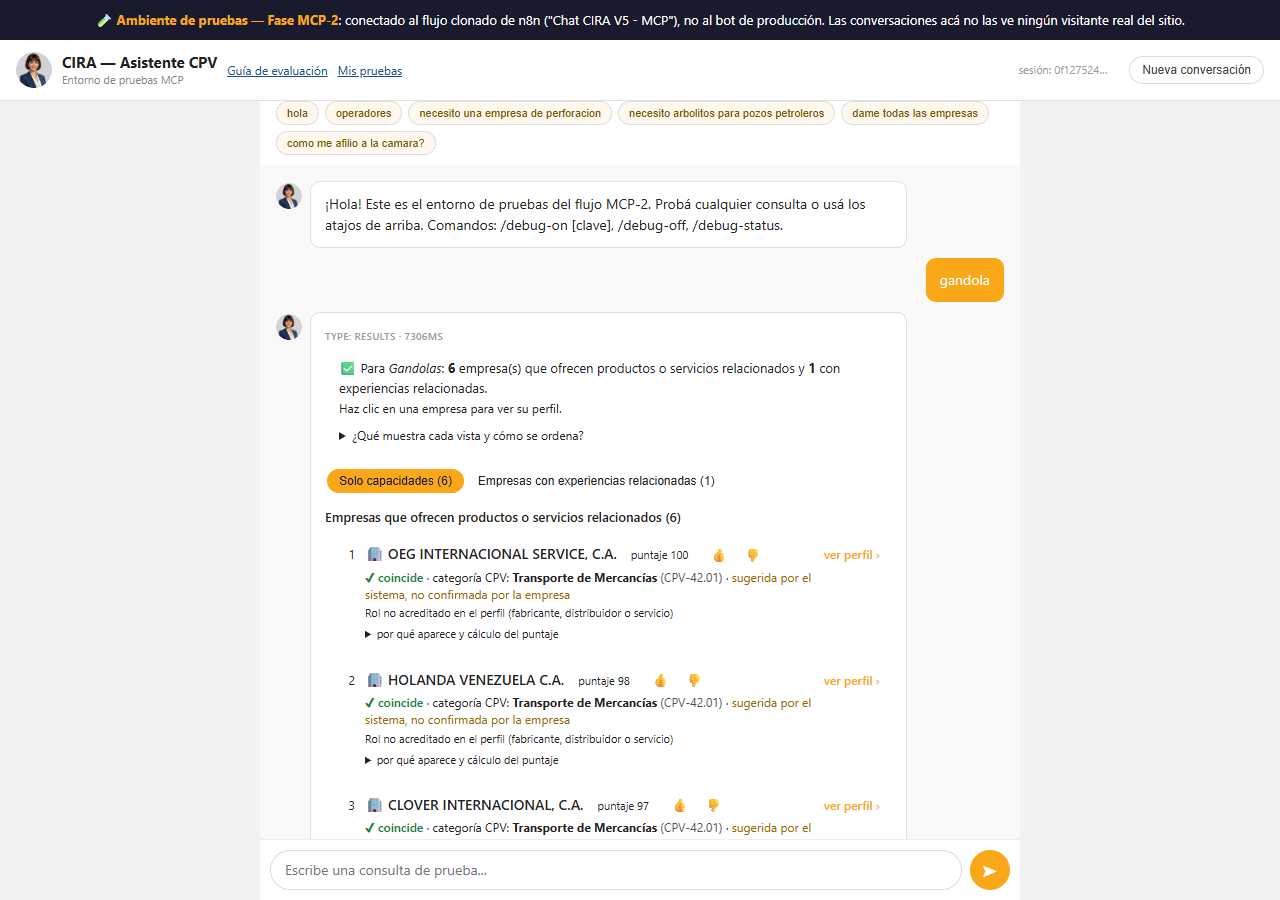 Ambiente de pruebas — Fase MCP-2: conectado al flujo clonado de n8n ("Chat CIRA V5 - MCP"), no al bot de producción. Las conversaciones acá no las ve ningún visitante real del sitio.
CIRA — Asistente CPV
Entorno de pruebas MCP
Guía de evaluación Mis pruebas
sesión: 0f127524...
Nueva conversación
hola operadores necesito una empresa de perforacion necesito arbolitos para pozos petroleros dame todas las empresas
como me afilio a la camara?
¡Hola! Este es el entorno de pruebas del flujo MCP-2. Probá cualquier consulta o usá los
atajos de arriba. Comandos: /debug-on [clave], /debug-off, /debug-status.
gandola
TYPE: RESULTS · 7306MS
✅ Para Gandolas: 6 empresa(s) que ofrecen productos o servicios relacionados y 1 con
experiencias relacionadas.
Haz clic en una empresa para ver su perfil.
▶ ¿Qué muestra cada vista y cómo se ordena?
Solo capacidades (6) Empresas con experiencias relacionadas (1)
Empresas que ofrecen productos o servicios relacionados (6)
1 OEG INTERNACIONAL SERVICE, C.A. puntaje 100 ver perfil ›
✔ coincide · categoría CPV: Transporte de Mercancías (CPV-42.01) · sugerida por el
sistema, no confirmada por la empresa
Rol no acreditado en el perfil (fabricante, distribuidor o servicio)
▶ por qué aparece y cálculo del puntaje
2 HOLANDA VENEZUELA C.A. puntaje 98 ver perfil ›
✔ coincide · categoría CPV: Transporte de Mercancías (CPV-42.01) · sugerida por el
sistema, no confirmada por la empresa
Rol no acreditado en el perfil (fabricante, distribuidor o servicio)
▶ por qué aparece y cálculo del puntaje
3 CLOVER INTERNACIONAL, C.A. puntaje 97 ver perfil ›
✔ coincide · categoría CPV: Transporte de Mercancías (CPV-42.01) · sugerida por el
Escribe una consulta de prueba...